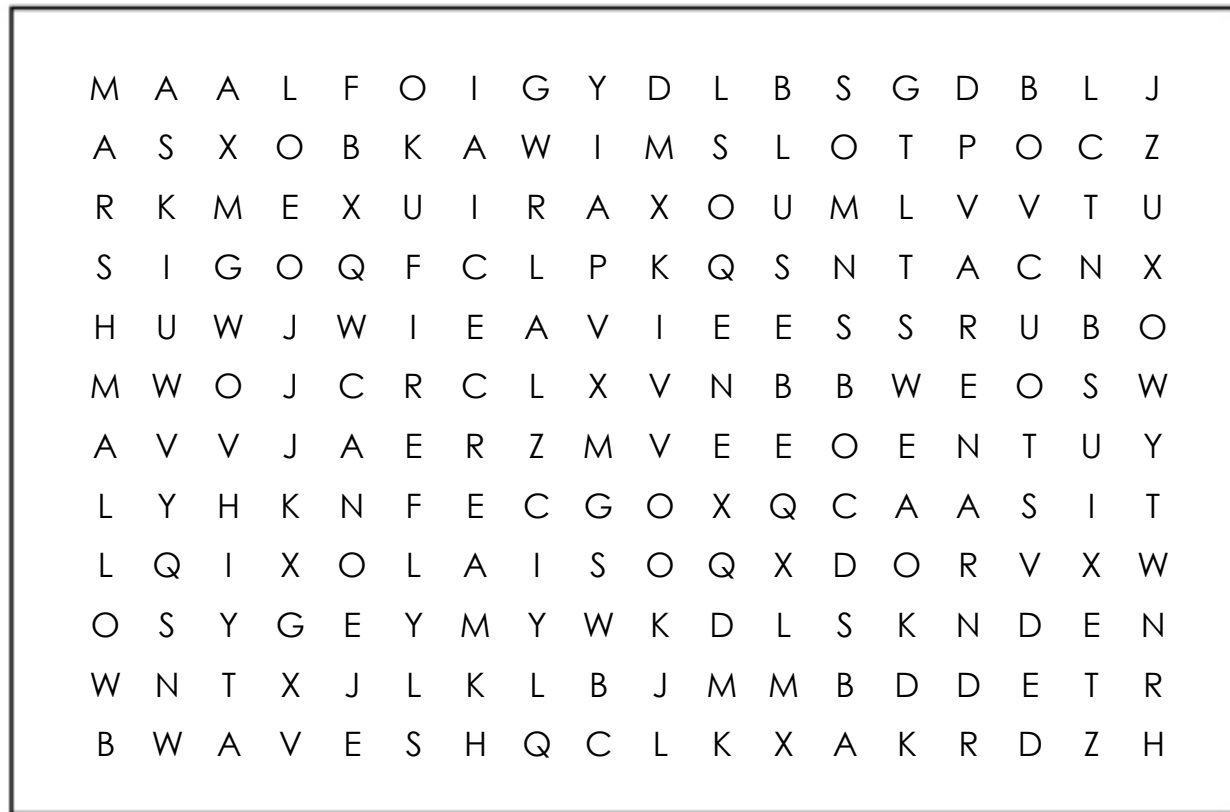 M A A L F O I G Y D L B S G D B L J
A S X O B K A W I M S L O T P O C Z
R K M E X U I R A X O U M L V V T U
S I G O Q F C L P K Q S N T A C N X
H U W J W I E A V I E E S S R U B O
M W O J C R C L X V N B B W E O S W
A V V J A E R Z M V E E O E N T U Y
L Y H K N F E C G O X Q C A A S I T
L Q I X O L A I S O Q X D O R V X W
O S Y G E Y M Y W K D L S K N D E N
W N T X J L K L B J M M B D D E T R
B W A V E S H Q C L K X A K R D Z H